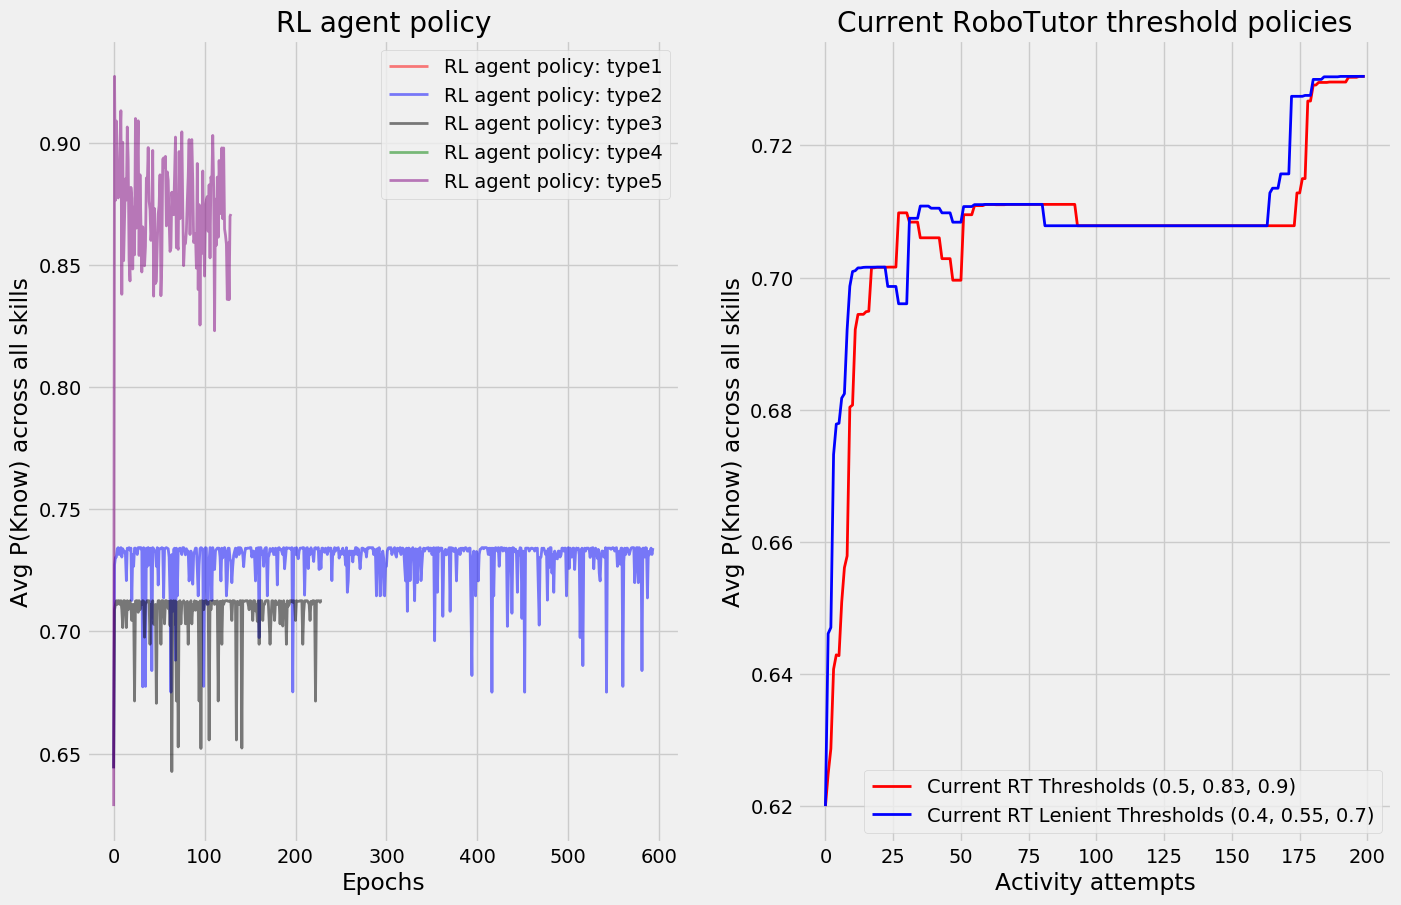 RL agent policy
RL agent policy: type1
RL agent policy: type2
RL agent policy: type3
RL agent policy: type4
RL agent policy: type5
Avg P(Know) across all skills
0.90
0.85
0.80
0.75
0.70
0.65
0 100 200 300 400 500 600
Epochs
Current RoboTutor threshold policies
Avg P(Know) across all skills
0.72
0.70
0.68
0.66
0.64
0.62
Current RT Thresholds (0.5, 0.83, 0.9)
Current RT Lenient Thresholds (0.4, 0.55, 0.7)
0 25 50 75 100 125 150 175 200
Activity attempts